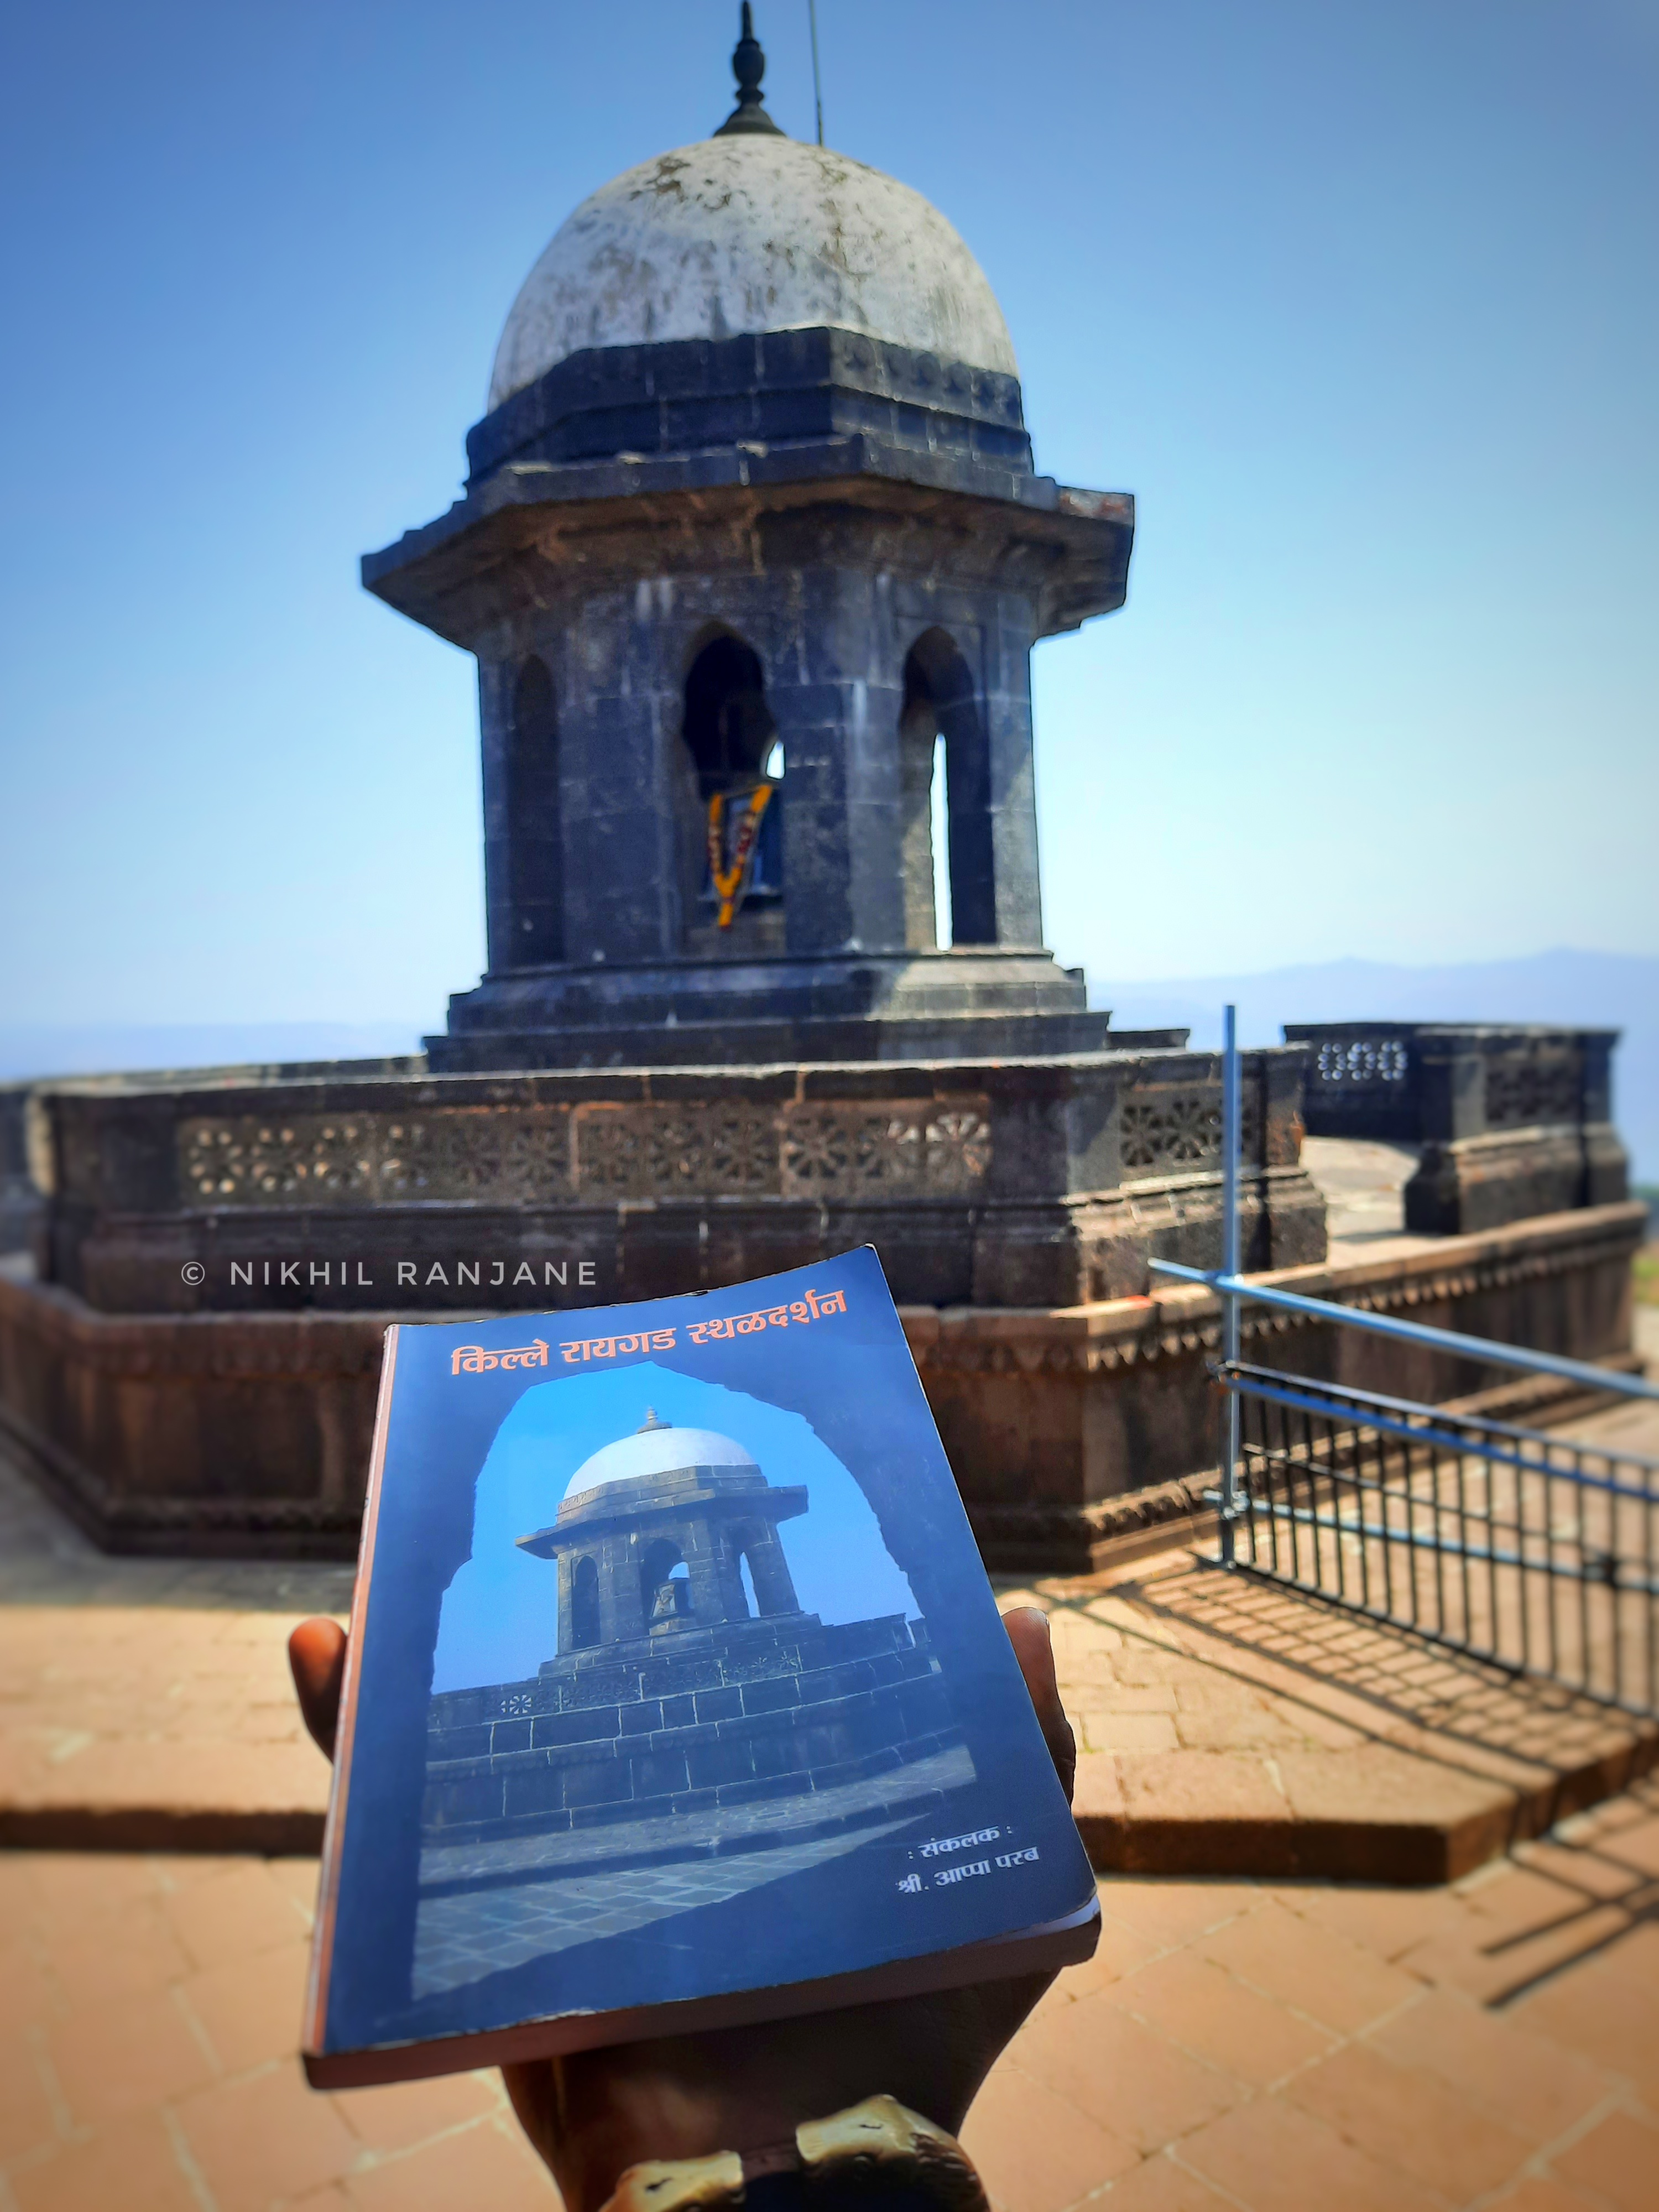 © NIKHIL RANJANE
किल्ले रायगड स्थळदर्शन
: संकलक :
श्री. आप्पा परब